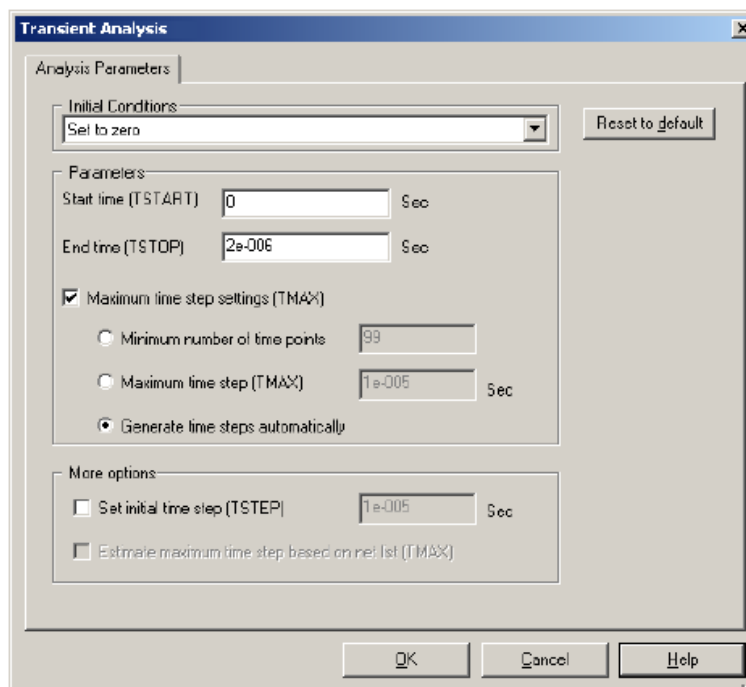 Transient Analysis
Analysis Parameters
Initial Conditions
Set to zero
Reset to default
Parameters
Start time (TSTART) 0 Sec
End time (TSTOP) 2e-006 Sec
Maximum time step settings (TMAX)
Minimum number of time points 99
Maximum time step (TMAX) 1e-005 Sec
Generate time steps automatically
More options
Set initial time step (TSTEP) 1e-005 Sec
Estimate maximum time step based on net list (TMAX)
OK Cancel Help